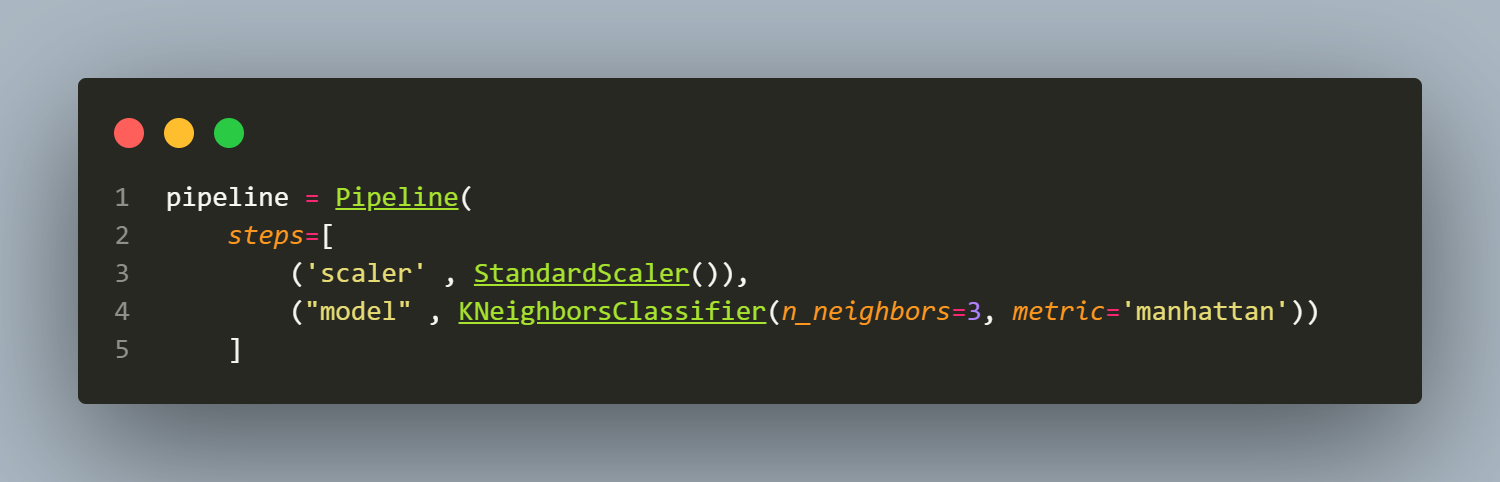 1 pipeline = Pipeline(
2     steps=[
3         ('scaler' , StandardScaler()),
4         ("model" , KNeighborsClassifier(n_neighbors=3, metric='manhattan'))
5     ]